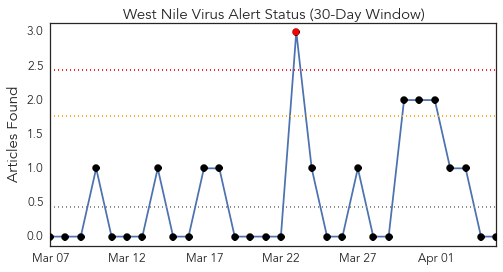 West Nile Virus Alert Status (30-Day Window)
Articles Found
3.0
2.5
2.0
1.5
1.0
0.5
0.0
Mar 07 Mar 12 Mar 17 Mar 22 Mar 27 Apr 01